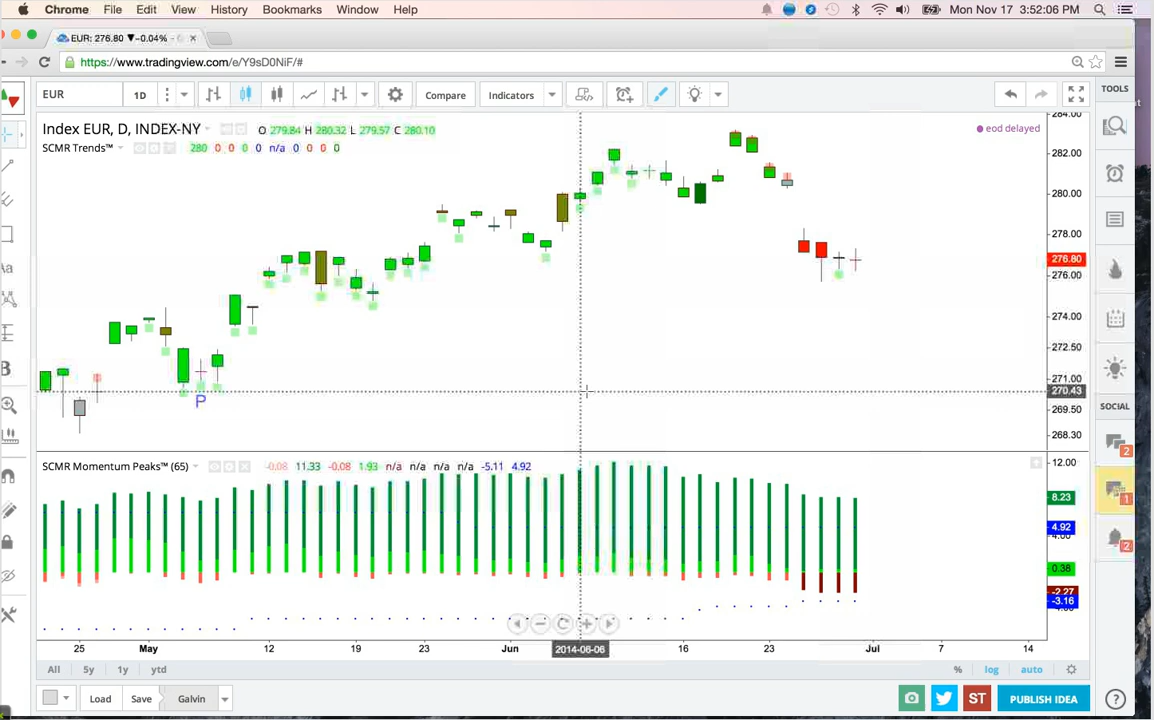 Chrome File Edit View History Bookmarks Window Help Mon Nov 17 3:52:06 PM
EUR: 276.80 ▼-0.04% -
https://www.tradingview.com/e/Y9sD0NiF/#
EUR 1D Compare Indicators TOOLS
Index EUR, D, INDEX-NY O 279.84 H 280.32 L 279.57 C 280.10 eod delayed
SCMR Trends™ 280 0 0 0 0 n/a 0 0 0 0
284.00
282.00
280.00
278.00
276.80
276.00
274.00
272.50
271.00
270.43
269.50
268.30
P
SOCIAL
2
1
2
SCMR Momentum Peaks™ (65) -0.08 11.33 -0.08 1.93 n/a n/a n/a n/a -5.11 4.92
12.00
8.23
4.92
4.00
0.38
-2.27
-3.16
25 May 12 19 23 Jun 2014-06-06 16 23 Jul 7 14
All 5y 1y ytd % log auto
Load Save Galvin ST PUBLISH IDEA